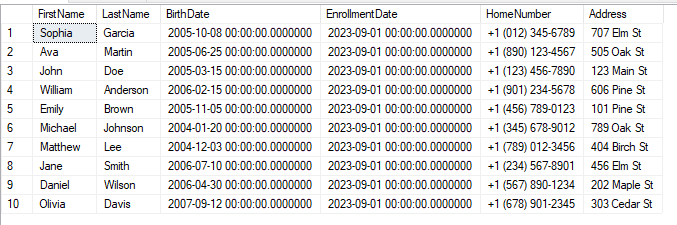 FirstName LastName BirthDate EnrollmentDate HomeNumber Address
1 Sophia Garcia 2005-10-08 00:00:00.0000000 2023-09-01 00:00:00.0000000 +1 (012) 345-6789 707 Elm St
2 Ava Martin 2005-06-25 00:00:00.0000000 2023-09-01 00:00:00.0000000 +1 (890) 123-4567 505 Oak St
3 John Doe 2005-03-15 00:00:00.0000000 2023-09-01 00:00:00.0000000 +1 (123) 456-7890 123 Main St
4 William Anderson 2006-02-15 00:00:00.0000000 2023-09-01 00:00:00.0000000 +1 (901) 234-5678 606 Pine St
5 Emily Brown 2005-11-05 00:00:00.0000000 2023-09-01 00:00:00.0000000 +1 (456) 789-0123 101 Pine St
6 Michael Johnson 2004-01-20 00:00:00.0000000 2023-09-01 00:00:00.0000000 +1 (345) 678-9012 789 Oak St
7 Matthew Lee 2004-12-03 00:00:00.0000000 2023-09-01 00:00:00.0000000 +1 (789) 012-3456 404 Birch St
8 Jane Smith 2006-07-10 00:00:00.0000000 2023-09-01 00:00:00.0000000 +1 (234) 567-8901 456 Elm St
9 Daniel Wilson 2006-04-30 00:00:00.0000000 2023-09-01 00:00:00.0000000 +1 (567) 890-1234 202 Maple St
10 Olivia Davis 2007-09-12 00:00:00.0000000 2023-09-01 00:00:00.0000000 +1 (678) 901-2345 303 Cedar St